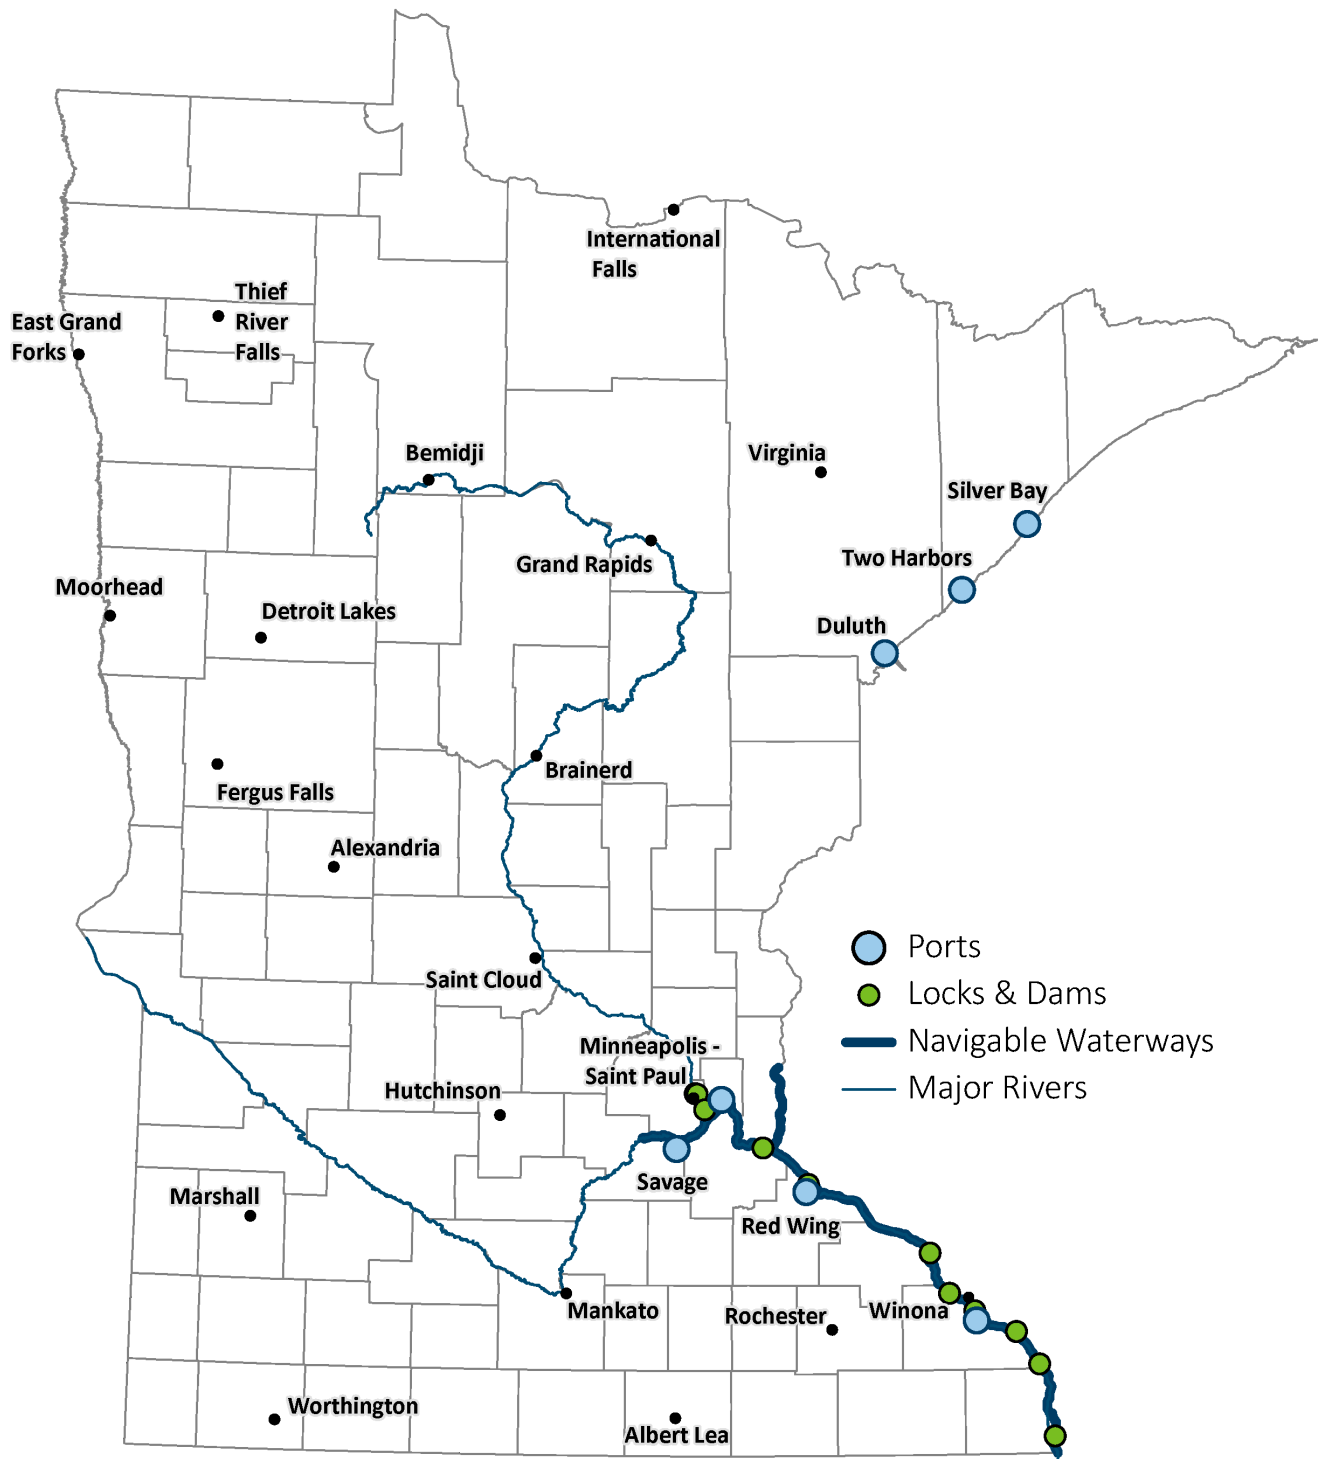 International
Falls
Thief
River
Falls
East Grand
Forks
Bemidji
Virginia
Silver Bay
Two Harbors
Grand Rapids
Moorhead
Detroit Lakes
Duluth
Brainerd
Fergus Falls
Alexandria
Saint Cloud
Ports
Locks & Dams
Navigable Waterways
Major Rivers
Minneapolis -
Saint Paul
Hutchinson
Savage
Marshall
Red Wing
Mankato
Rochester
Winona
Worthington
Albert Lea